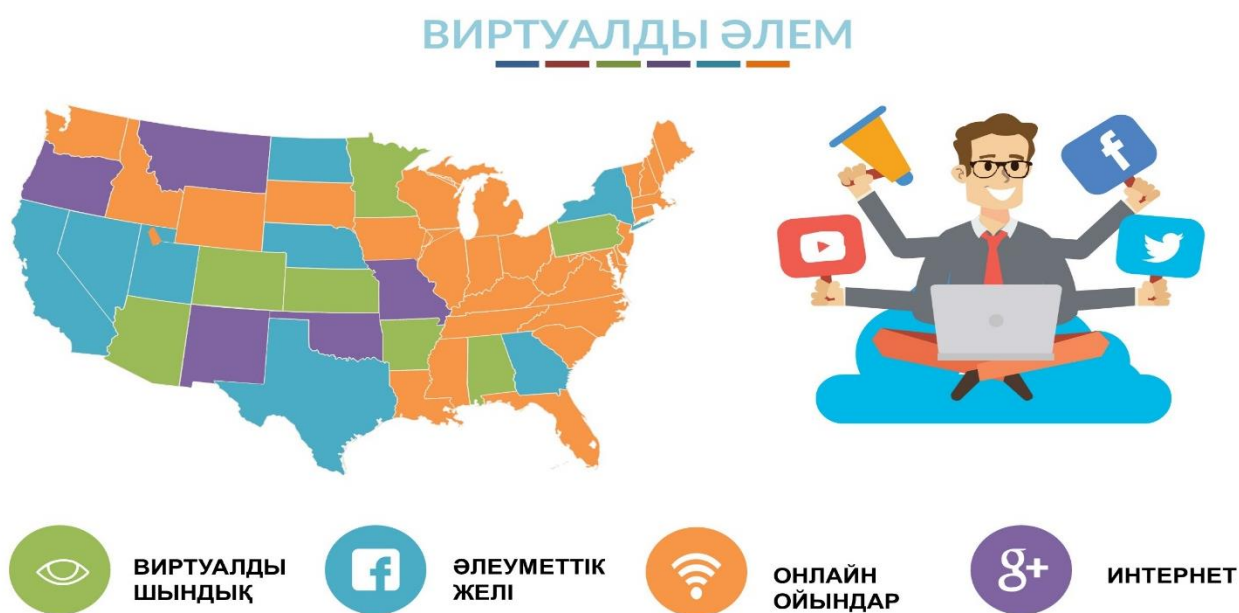 ВИРТУАЛДЫ ӘЛЕМ
f
ВИРТУАЛДЫ
ШЫНДЫҚ
f
ӘЛЕУМЕТТІК
ЖЕЛІ
ОНЛАЙН
ОЙЫНДАР
g+
ИНТЕРНЕТ